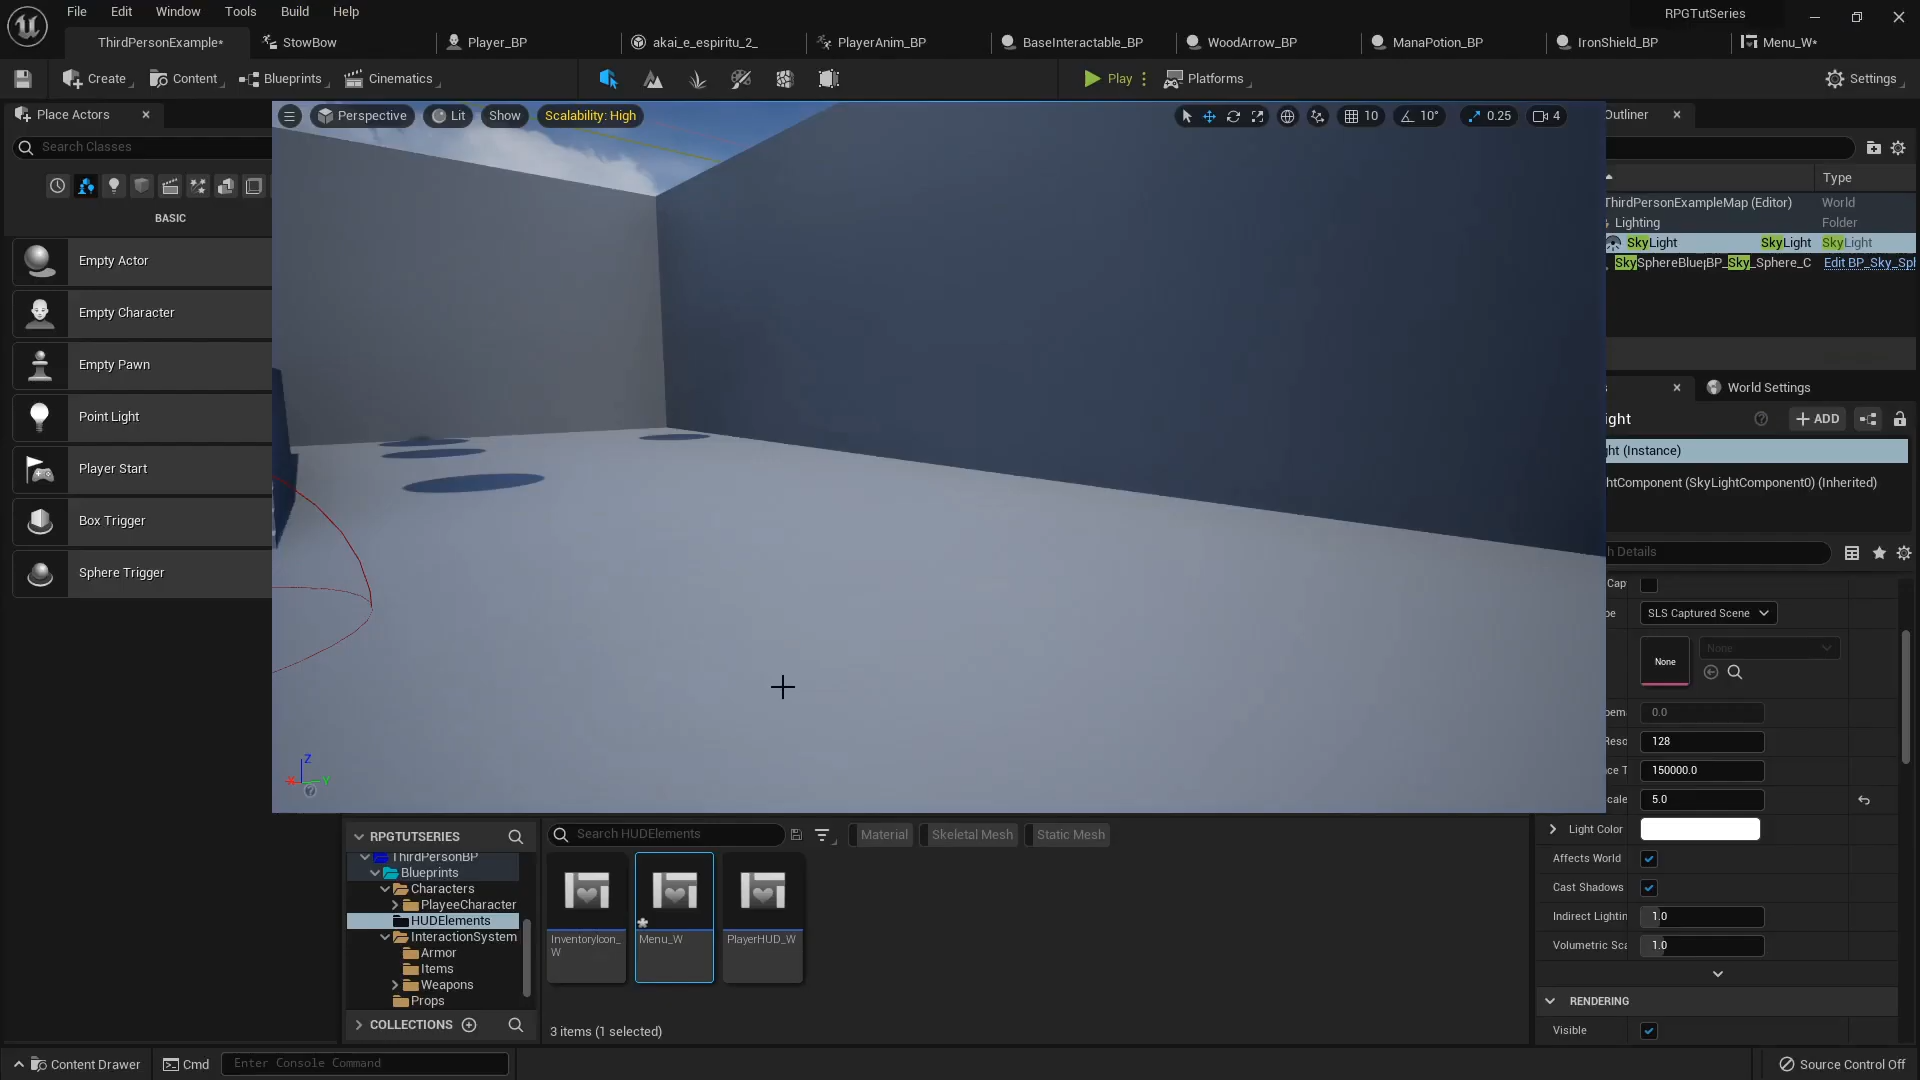 File Edit Window Tools Build Help
RPGTutSeries
ThirdPersonExample*
StowBow
Player_BP
akai_e_espiritu_2_
PlayerAnim_BP
BaseInteractable_BP
WoodArrow_BP
ManaPotion_BP
IronShield_BP
Menu_W*
Create
Content
Blueprints
Cinematics
Play
Platforms
Settings
Place Actors
Search Classes
BASIC
Empty Actor
Empty Character
Empty Pawn
Point Light
Player Start
Box Trigger
Sphere Trigger
Perspective
Lit
Show
Scalability: High
10
10°
0.25
4
Z
X
Y
Outliner
Type
ThirdPersonExampleMap (Editor) World
Lighting Folder
SkyLight SkyLight SkyLight
SkySphereBluep BP_Sky_Sphere_C Edit BP_Sky_Sph
World Settings
ight
ADD
ht (Instance)
htComponent (SkyLightComponent0) (Inherited)
h Details
Cap
pe SLS Captured Scene
None
None
bem 0.0
Reso 128
ce T 150000.0
cale 5.0
Light Color
Affects World
Cast Shadows
Indirect Lightin 1.0
Volumetric Sca 1.0
RENDERING
Visible
RPGTUTSERIES
ThirdPersonBP
Blueprints
Characters
PlayeeCharacter
HUDElements
InteractionSystem
Armor
Items
Weapons
Props
COLLECTIONS
Search HUDElements
Material
Skeletal Mesh
Static Mesh
InventoryIcon_
W
Menu_W
PlayerHUD_W
3 items (1 selected)
Content Drawer
Cmd
Enter Console Command
Source Control Off